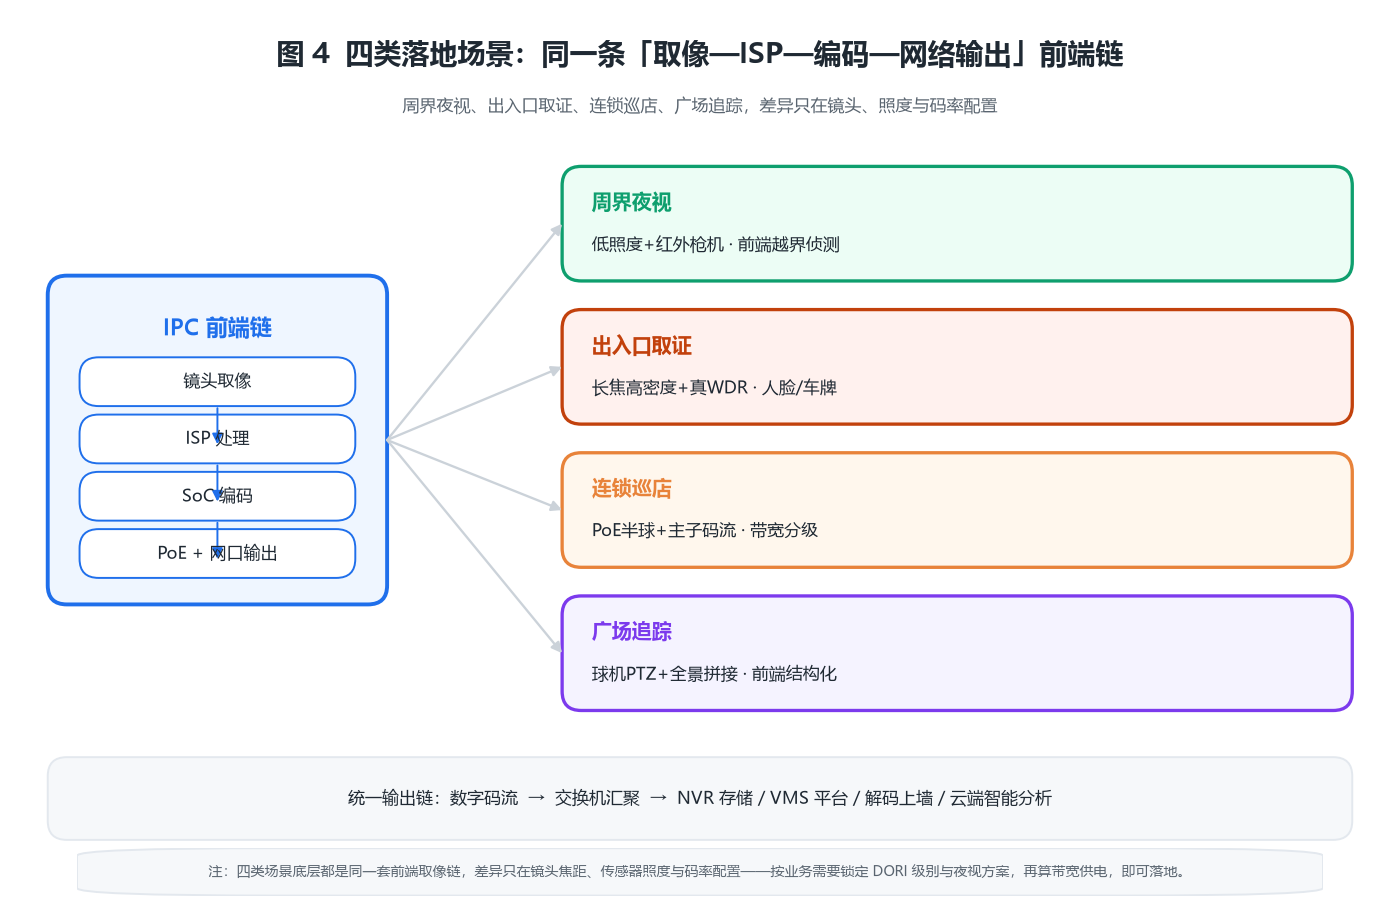 图 4 四类落地场景：同一条「取像—ISP—编码—网络输出」前端链
周界夜视、出入口取证、连锁巡店、广场追踪，差异只在镜头、照度与码率配置
IPC 前端链
镜头取像
ISP 处理
SoC 编码
PoE + 网口输出
周界夜视
低照度+红外枪机 · 前端越界侦测
出入口取证
长焦高密度+真WDR · 人脸/车牌
连锁巡店
PoE半球+主子码流 · 带宽分级
广场追踪
球机PTZ+全景拼接 · 前端结构化
统一输出链：数字码流 → 交换机汇聚 → NVR 存储 / VMS 平台 / 解码上墙 / 云端智能分析
注：四类场景底层都是同一套前端取像链，差异只在镜头焦距、传感器照度与码率配置——按业务需要锁定 DORI 级别与夜视方案，再算带宽供电，即可落地。